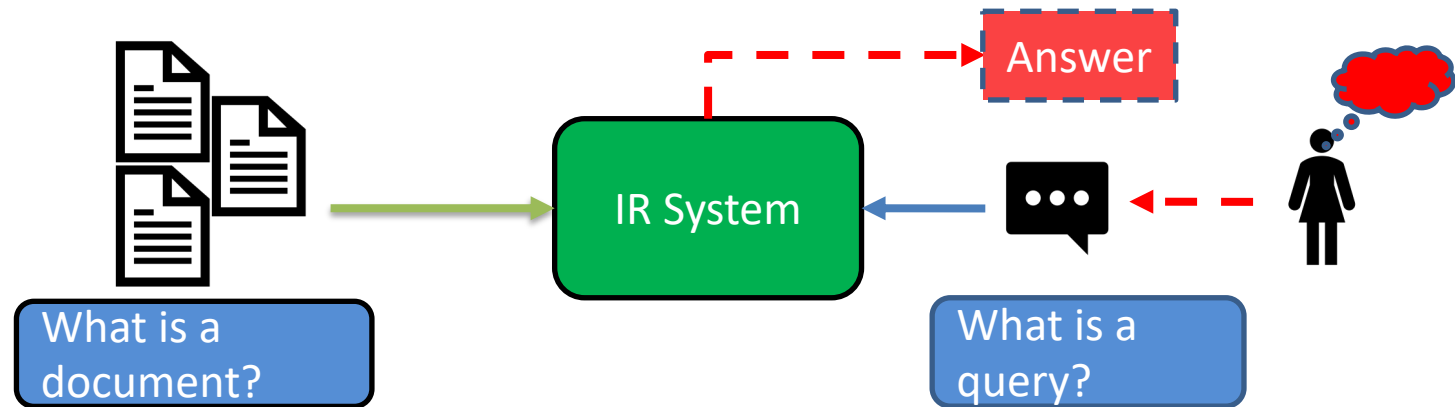 Answer
IR System
What is a
document?
What is a
query?